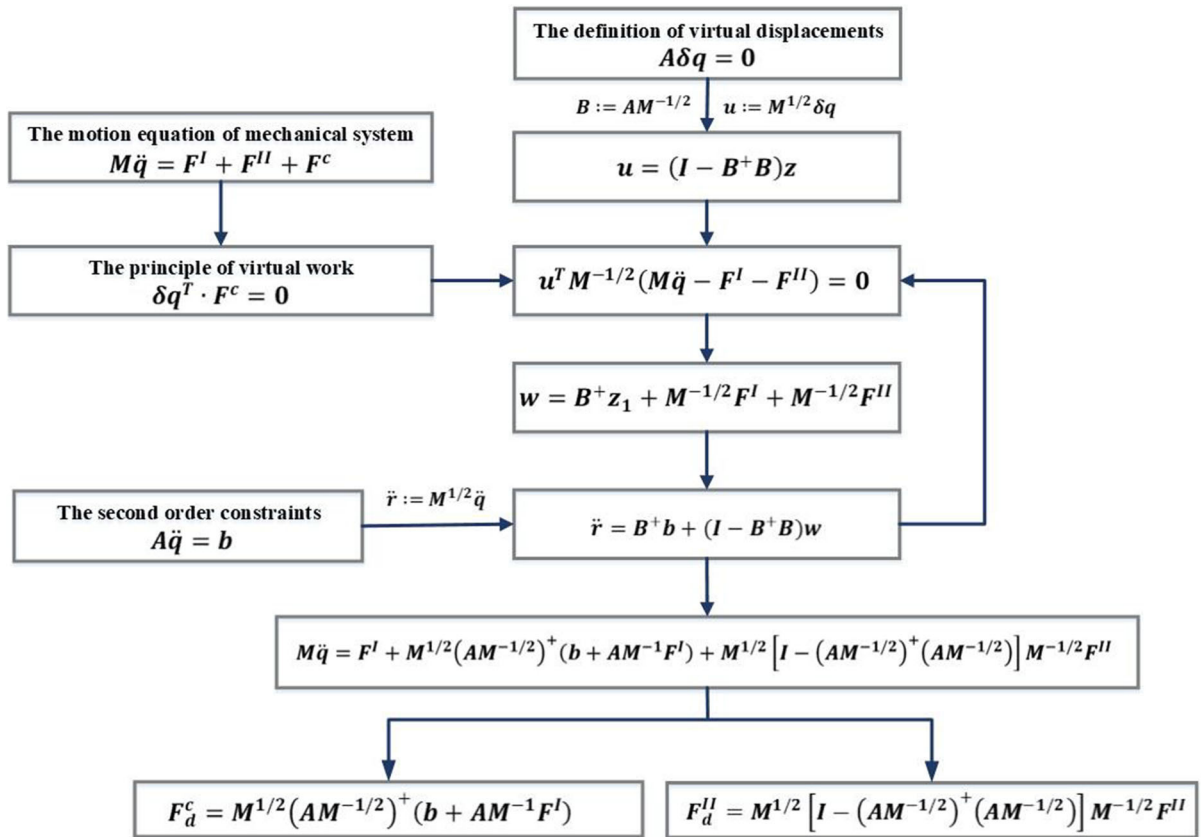 The definition of virtual displacements
Aδq = 0
B := AM^{-1/2} u := M^{1/2}δq
The motion equation of mechanical system
Mq̈ = F^I + F^{II} + F^c
u = (I − B⁺B)z
The principle of virtual work
δq^T · F^c = 0
u^T M^{-1/2}(Mq̈ − F^I − F^{II}) = 0
w = B⁺z₁ + M^{-1/2}F^I + M^{-1/2}F^{II}
The second order constraints
Aq̈ = b
r̈ := M^{1/2}q̈
r̈ = B⁺b + (I − B⁺B)w
Mq̈ = F^I + M^{1/2}(AM^{-1/2})⁺(b + AM^{-1}F^I) + M^{1/2}[I − (AM^{-1/2})⁺(AM^{-1/2})]M^{-1/2}F^{II}
F_d^c = M^{1/2}(AM^{-1/2})⁺(b + AM^{-1}F^I)
F_d^{II} = M^{1/2}[I − (AM^{-1/2})⁺(AM^{-1/2})]M^{-1/2}F^{II}